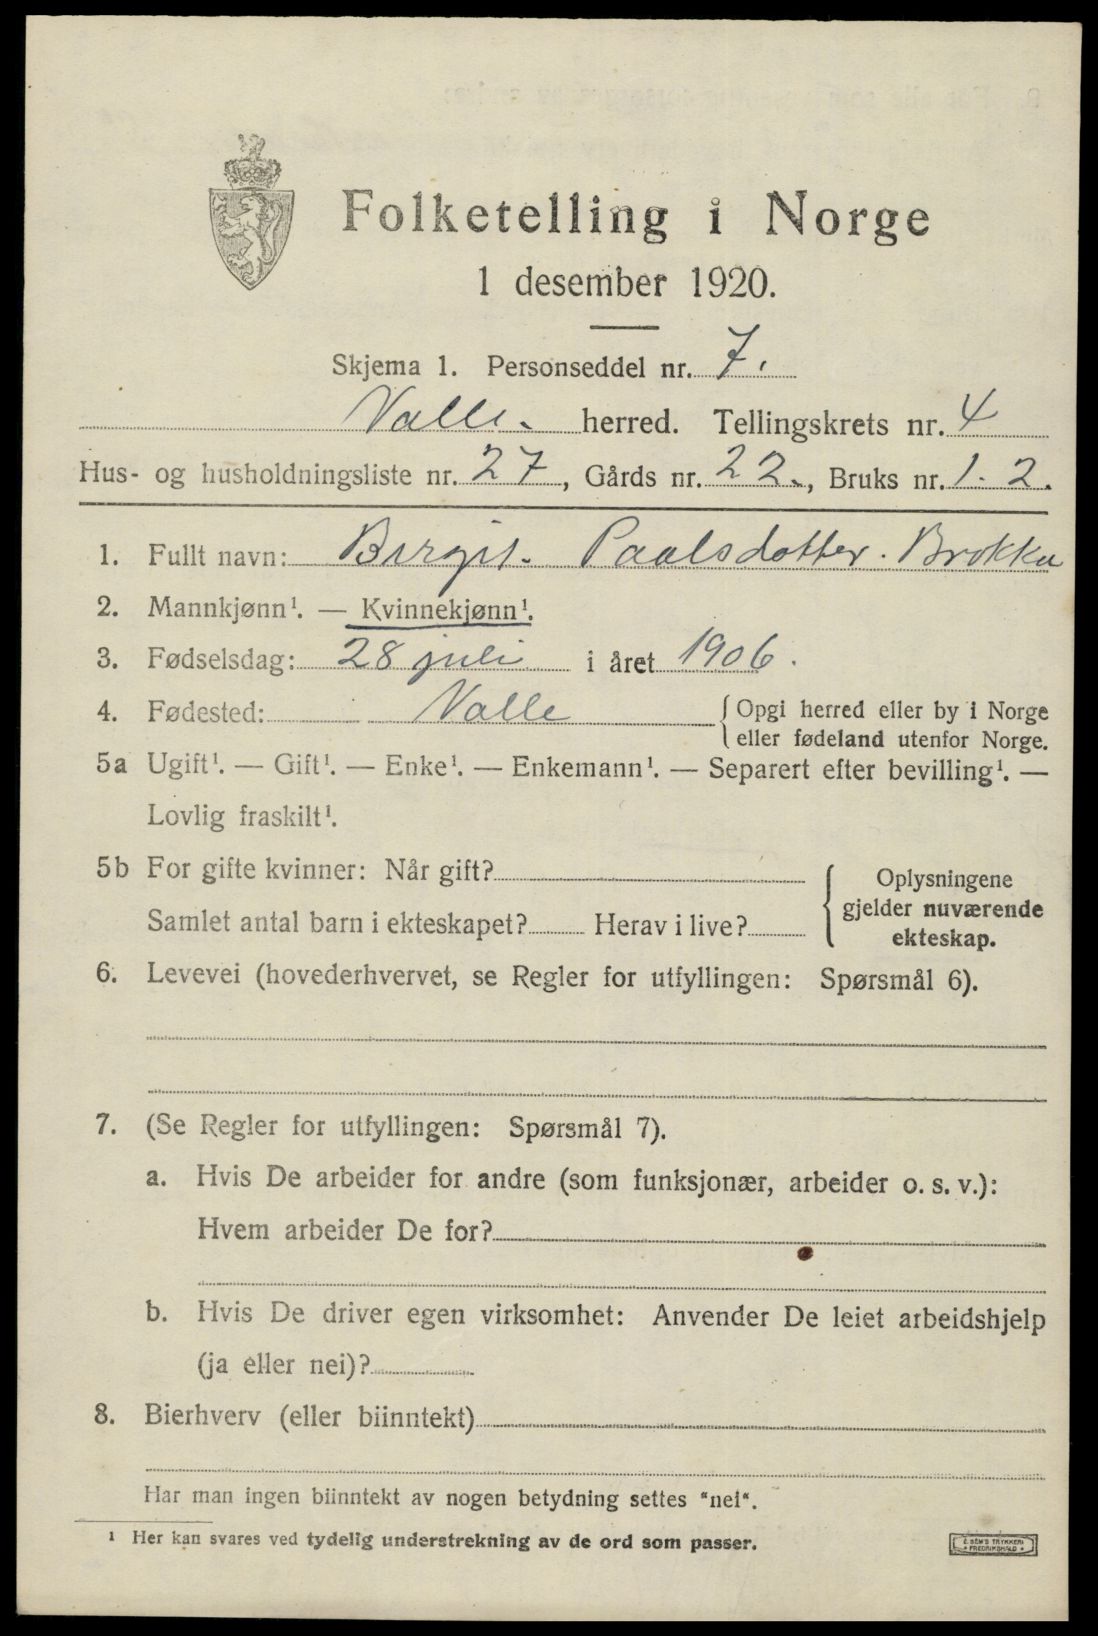 Folketelling i Norge
1 desember 1920.
Skjema 1. Personseddel nr. 7.
Valle. herred. Tellingskrets nr. 4
Hus- og husholdningsliste nr. 27, Gårds nr. 22., Bruks nr. 1. 2.
1. Fullt navn: Birgit. Paalsdotter. Brokka
2. Mannkjønn¹. — Kvinnekjønn¹.
3. Fødselsdag: 28 juli i året 1906.
4. Fødested: Valle {Opgi herred eller by i Norge
eller fødeland utenfor Norge.
5a Ugift¹. — Gift¹. — Enke¹. — Enkemann¹. — Separert efter bevilling¹. —
Lovlig fraskilt¹.
5b For gifte kvinner: Når gift?
Samlet antal barn i ekteskapet? Herav i live?
Oplysningene
gjelder nuværende
ekteskap.
6. Levevei (hovederhvervet, se Regler for utfyllingen: Spørsmål 6).
7. (Se Regler for utfyllingen: Spørsmål 7).
a. Hvis De arbeider for andre (som funksjonær, arbeider o. s. v.):
Hvem arbeider De for?
b. Hvis De driver egen virksomhet: Anvender De leiet arbeidshjelp
(ja eller nei)?
8. Bierhverv (eller biinntekt)
Har man ingen biinntekt av nogen betydning settes "nei".
¹ Her kan svares ved tydelig understrekning av de ord som passer.
E. SEM'S TRYKKERI
FREDRIKSHALD